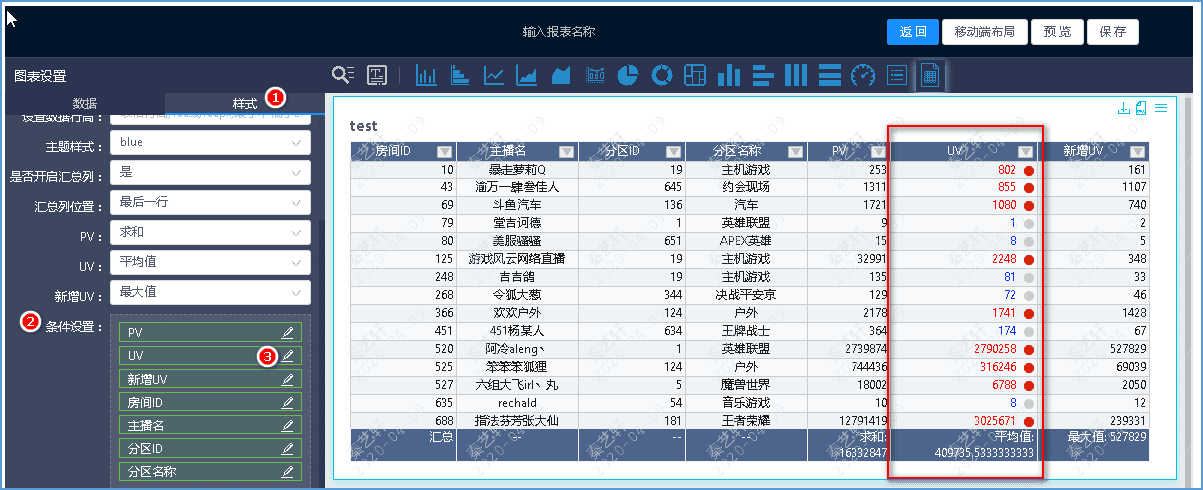 输入报表名称
返回 移动端布局 预览 保存
图表设置
数据 样式 1
设置数据行高：
主题样式： blue
是否开启汇总列： 是
汇总列位置： 最后一行
PV： 求和
UV： 平均值
新增UV： 最大值
2 条件设置：
PV
UV 3
新增UV
房间ID
主播名
分区ID
分区名称
test
房间ID 主播名 分区ID 分区名称 PV UV 新增UV
10 暴走萝莉Q 19 主机游戏 253 802 161
43 渝万一肆叁佳人 645 约会现场 1311 855 1107
69 斗鱼汽车 136 汽车 1721 1080 740
79 堂吉诃德 1 英雄联盟 9 1 2
80 美服骚骚 651 APEX英雄 15 8 5
125 游戏风云网络直播 19 主机游戏 32991 2248 348
248 吉吉鸽 19 主机游戏 135 81 33
268 令狐大葱 344 决战平安京 129 72 46
366 欢欢户外 124 户外 2178 1741 1428
451 451杨某人 634 王牌战士 364 174 67
520 阿冷aleng丶 1 英雄联盟 2739874 2790258 527829
525 笨笨笨狐狸 124 户外 744436 316246 69039
527 六组大飞irl丶丸 5 魔兽世界 18002 6788 2050
635 rechald 54 音乐游戏 10 8 12
688 指法芬芳张大仙 181 王者荣耀 12791419 3025671 239331
汇总 -- -- -- 求和: 16332847 平均值: 409735.5333333333 最大值: 527829
秦艺轩
2020-04-09